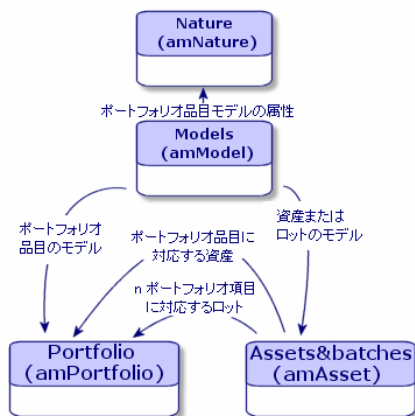 Nature
(amNature)
ポートフォリオ品目モデルの属性
Models
(amModel)
ポートフォリオ
品目のモデル
ポートフォリオ品目に
対応する資産
資産または
ロットのモデル
n ポートフォリオ項目
に対応するロット
Portfolio
(amPortfolio)
Assets&batches
(amAsset)